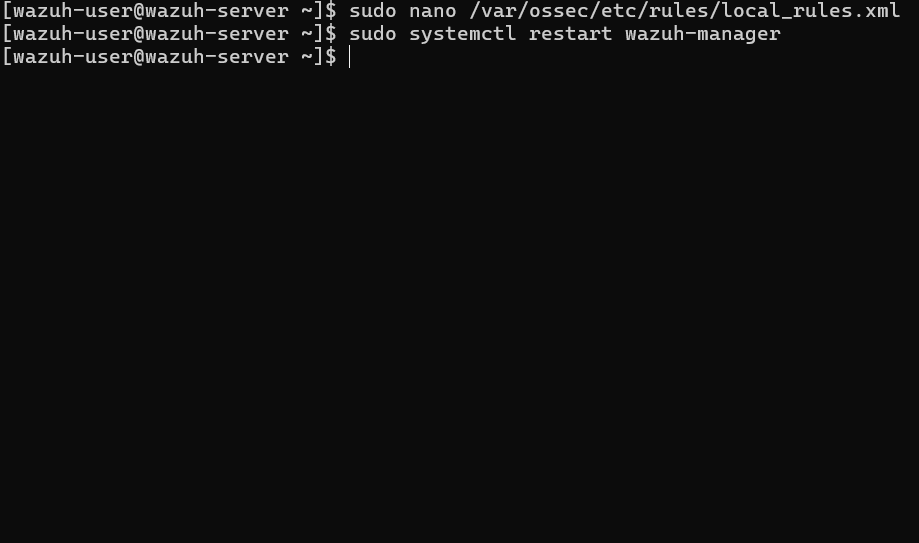 [wazuh-user@wazuh-server ~]$ sudo nano /var/ossec/etc/rules/local_rules.xml
[wazuh-user@wazuh-server ~]$ sudo systemctl restart wazuh-manager
[wazuh-user@wazuh-server ~]$